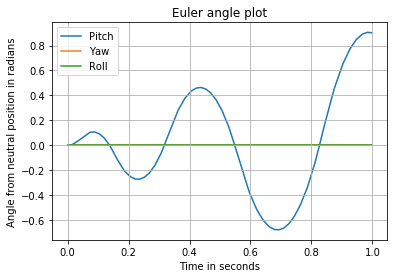 Euler angle plot
Pitch
Yaw
Roll
Angle from neutral position in radians
0.8
0.6
0.4
0.2
0.0
−0.2
−0.4
−0.6
0.0 0.2 0.4 0.6 0.8 1.0
Time in seconds